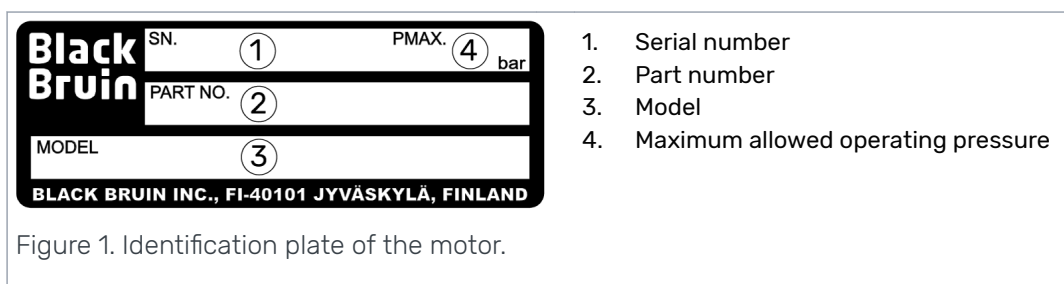 Black Bruin
SN. 1 PMAX. 4 bar
PART NO. 2
MODEL 3
BLACK BRUIN INC., FI-40101 JYVÄSKYLÄ, FINLAND
1. Serial number
2. Part number
3. Model
4. Maximum allowed operating pressure
Figure 1. Identification plate of the motor.